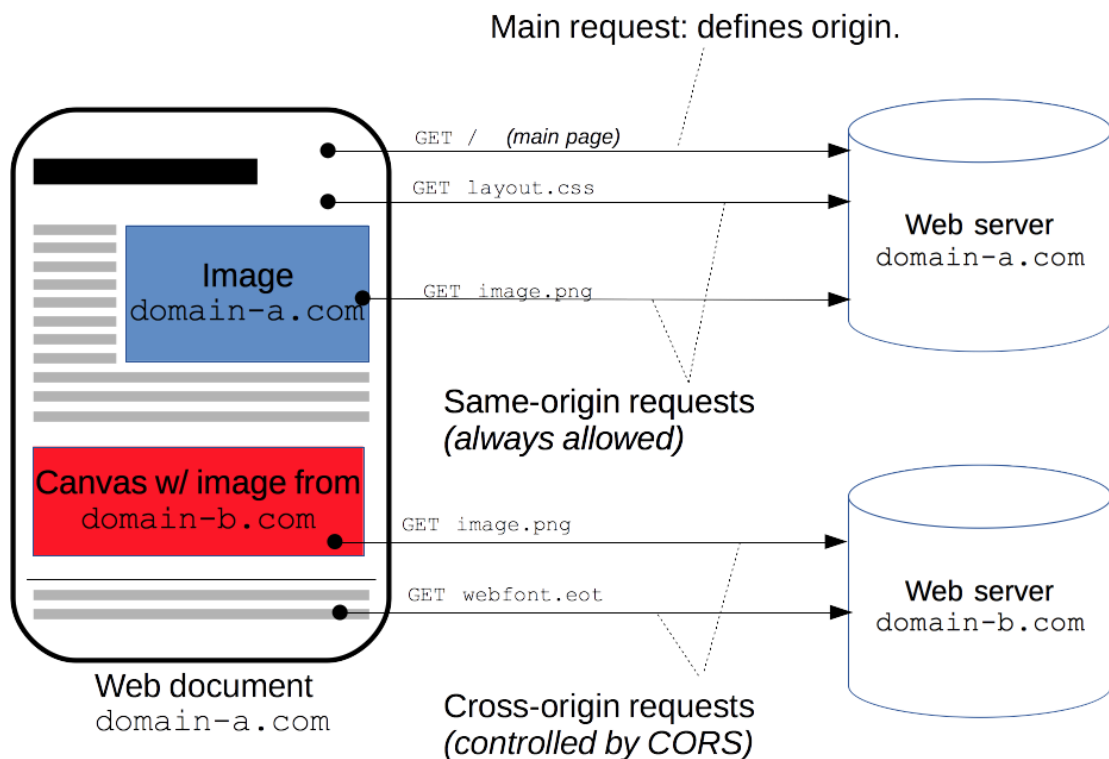 Main request: defines origin.
GET / (main page)
GET layout.css
Web server
domain-a.com
Image
domain-a.com
GET image.png
Same-origin requests
(always allowed)
Canvas w/ image from
domain-b.com
GET image.png
GET webfont.eot
Web server
domain-b.com
Web document
domain-a.com
Cross-origin requests
(controlled by CORS)